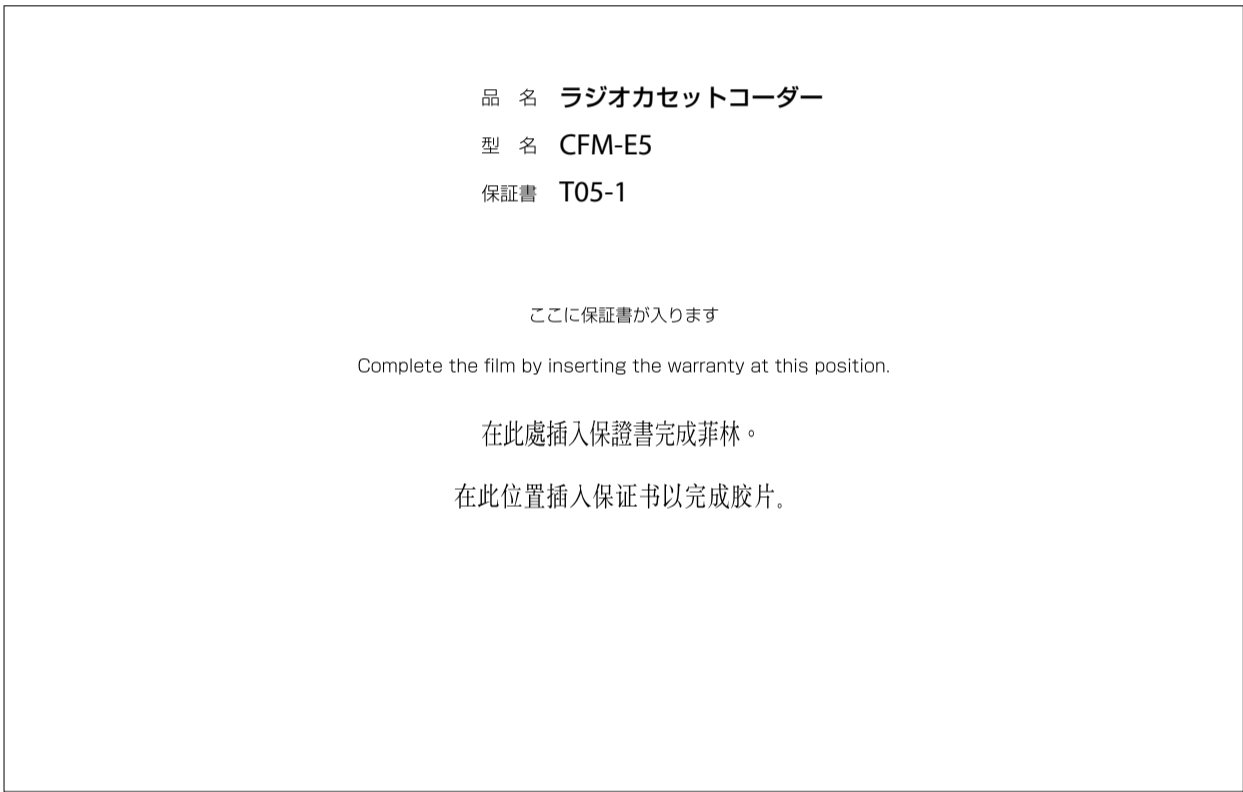 品 名 ラジオカセットコーダー
型 名 CFM-E5
保証書 T05-1
ここに保証書が入ります
Complete the film by inserting the warranty at this position.
在此處插入保證書完成菲林。
在此位置插入保证书以完成胶片。